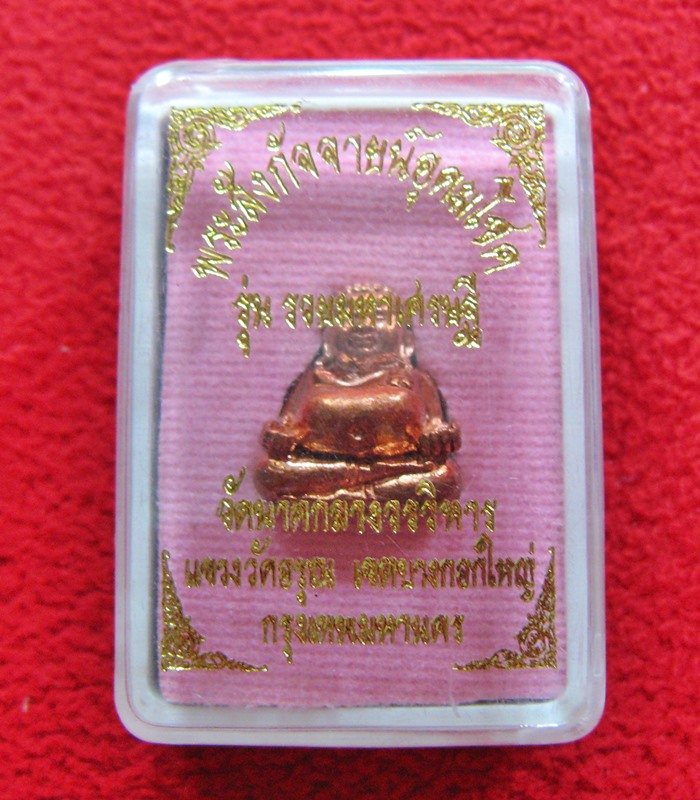 พระสังกัจจายน์อุดมโชค
รุ่น รวยมหาเศรษฐี
วัดนาคกลางวรวิหาร
แขวงวัดอรุณ เขตบางกอกใหญ่
กรุงเทพมหานคร